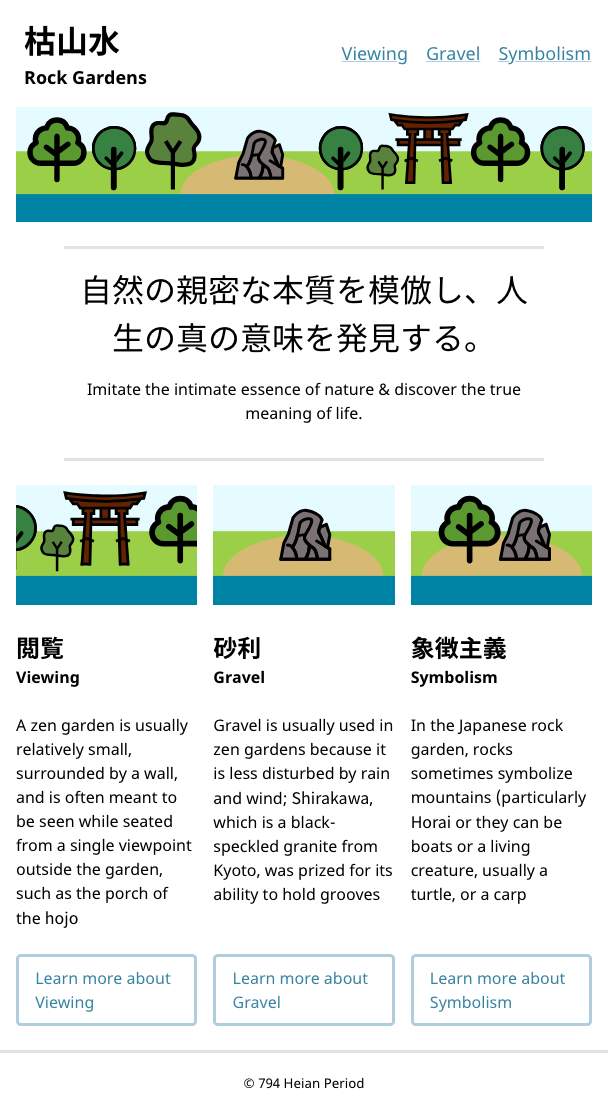 枯山水
Rock Gardens
Viewing Gravel Symbolism
自然の親密な本質を模倣し、人
生の真の意味を発見する。
Imitate the intimate essence of nature & discover the true
meaning of life.
閲覧
Viewing
A zen garden is usually
relatively small,
surrounded by a wall,
and is often meant to
be seen while seated
from a single viewpoint
outside the garden,
such as the porch of
the hojo
Learn more about
Viewing
砂利
Gravel
Gravel is usually used in
zen gardens because it
is less disturbed by rain
and wind; Shirakawa,
which is a black-
speckled granite from
Kyoto, was prized for its
ability to hold grooves
Learn more about
Gravel
象徴主義
Symbolism
In the Japanese rock
garden, rocks
sometimes symbolize
mountains (particularly
Horai or they can be
boats or a living
creature, usually a
turtle, or a carp
Learn more about
Symbolism
© 794 Heian Period